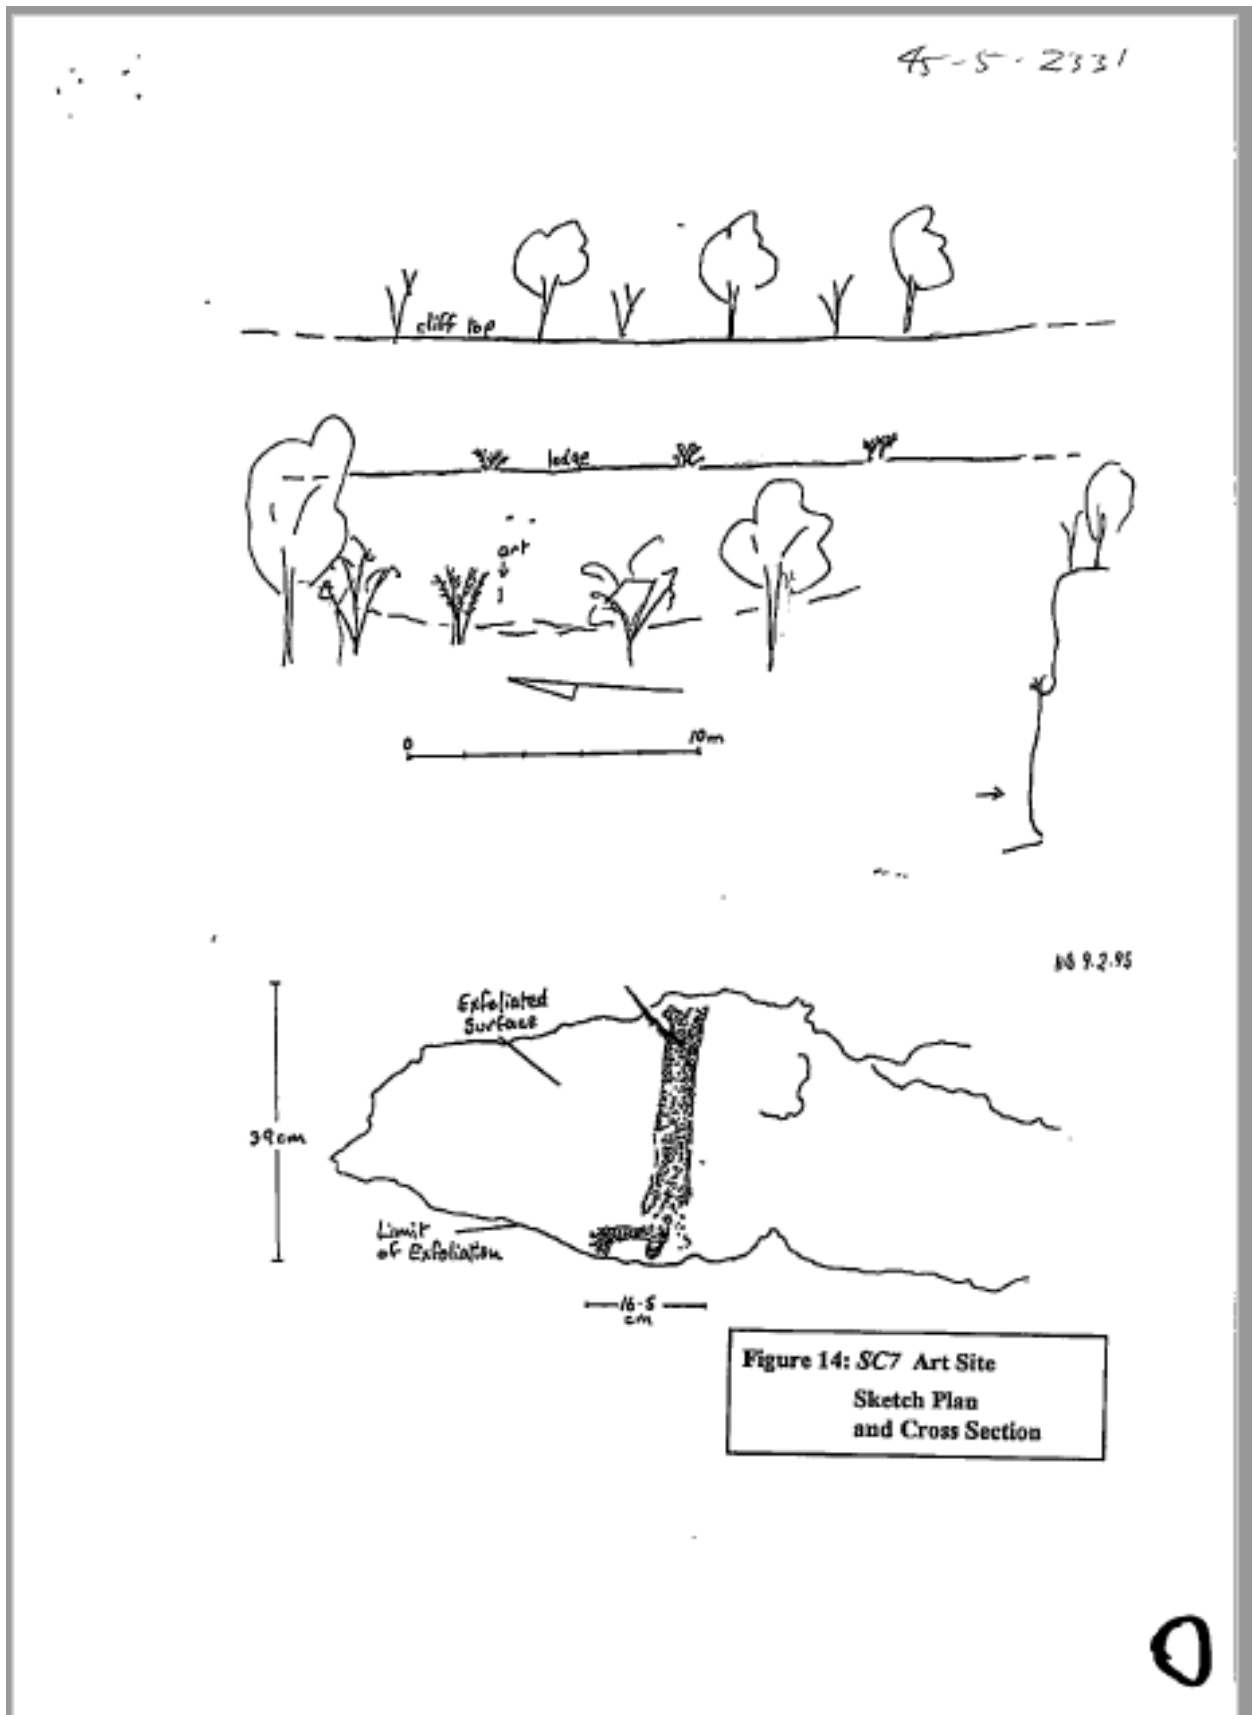 45-5-2331
cliff top
ledge
art
0 10m
NB 9.2.95
Exfoliated
Surface
39cm
Limit
of Exfoliation
16.5
cm
Figure 14: SC7 Art Site
Sketch Plan
and Cross Section